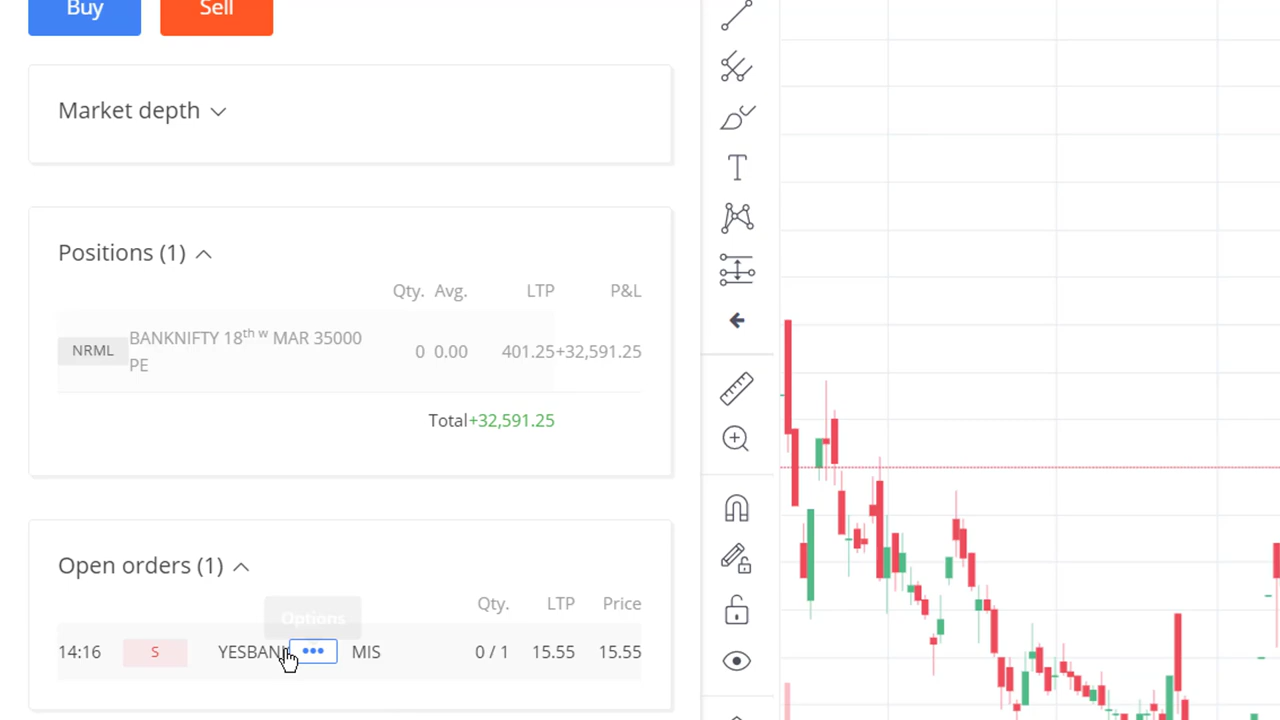 Buy Sell
Market depth
Positions (1)
Qty. Avg. LTP P&L
NRML BANKNIFTY 18th w MAR 35000 PE 0 0.00 401.25 +32,591.25
Total +32,591.25
Open orders (1)
Qty. LTP Price
Options
14:16 S YESBAN ••• MIS 0 / 1 15.55 15.55